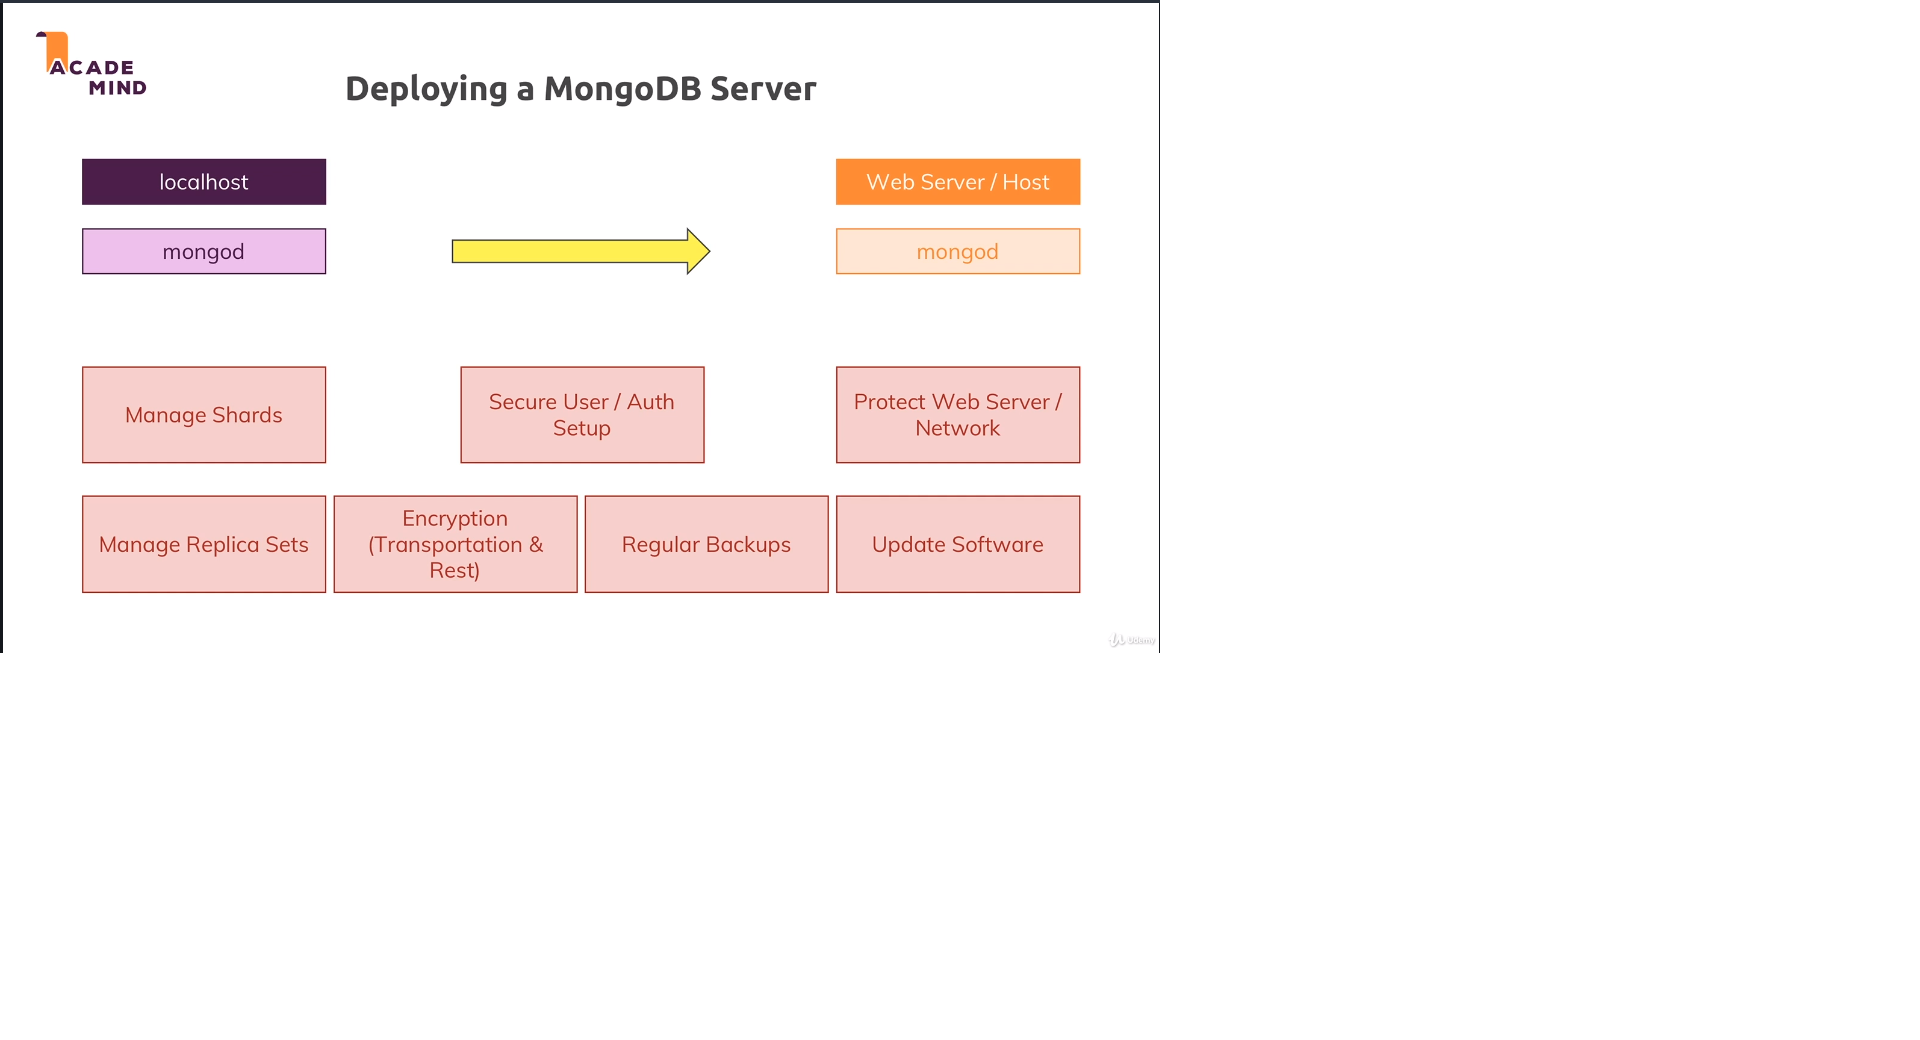 ACADE
MIND
Deploying a MongoDB Server
localhost
Web Server / Host
mongod
mongod
Manage Shards
Secure User / Auth
Setup
Protect Web Server /
Network
Manage Replica Sets
Encryption
(Transportation &
Rest)
Regular Backups
Update Software
Udemy